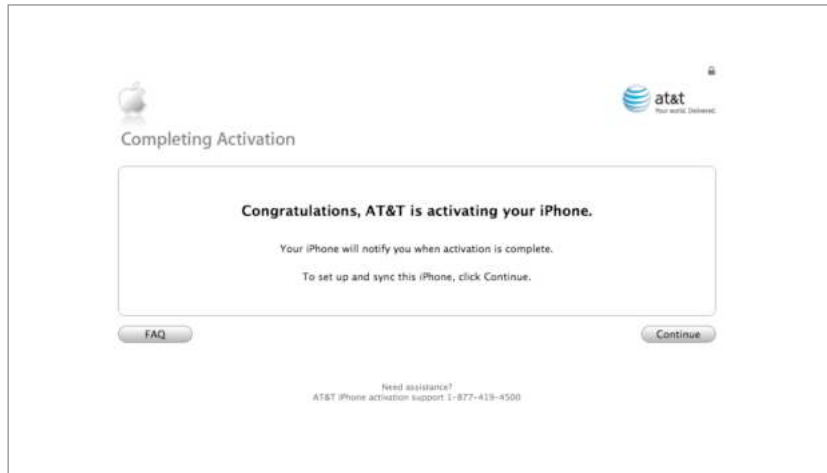 at&t
Your world. Delivered.
Completing Activation
Congratulations, AT&T is activating your iPhone.
Your iPhone will notify you when activation is complete.
To set up and sync this iPhone, click Continue.
FAQ
Continue
Need assistance?
AT&T iPhone activation support 1-877-419-4500